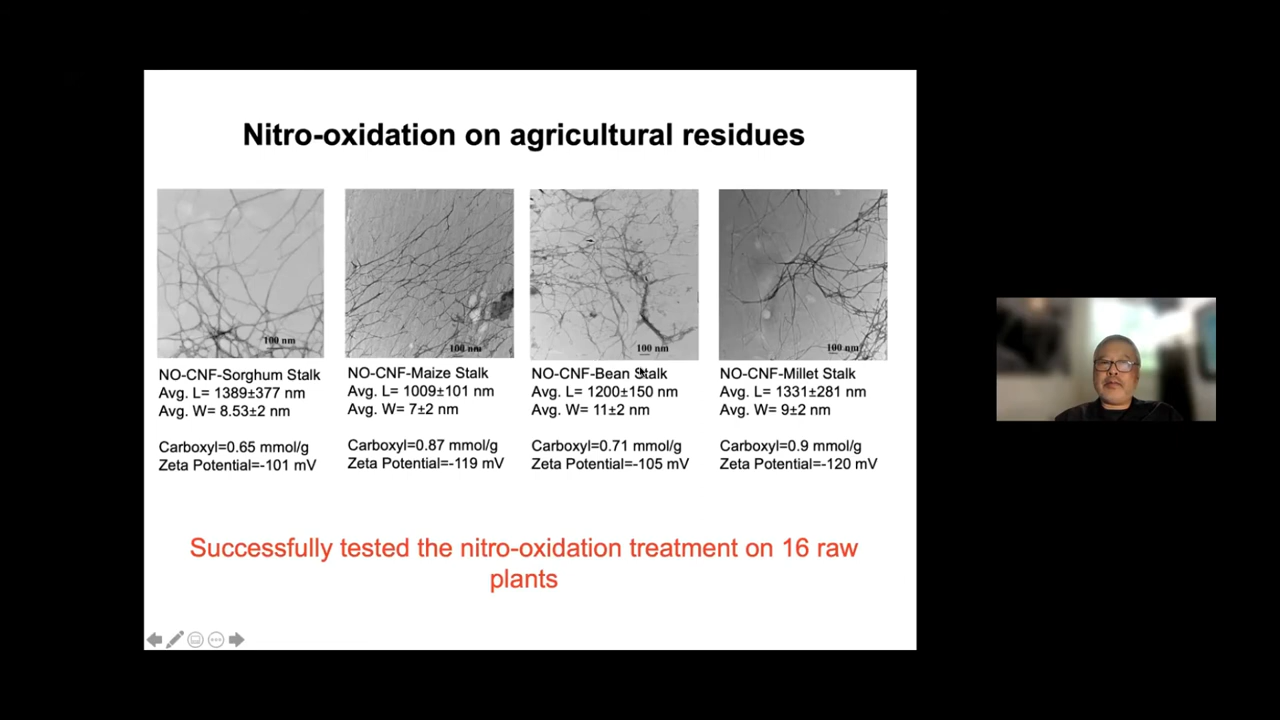 Nitro-oxidation on agricultural residues
100 nm
100 nm
100 nm
100 nm
NO-CNF-Sorghum Stalk
Avg. L= 1389±377 nm
Avg. W= 8.53±2 nm
Carboxyl=0.65 mmol/g
Zeta Potential=-101 mV
NO-CNF-Maize Stalk
Avg. L= 1009±101 nm
Avg. W= 7±2 nm
Carboxyl=0.87 mmol/g
Zeta Potential=-119 mV
NO-CNF-Bean Stalk
Avg. L= 1200±150 nm
Avg. W= 11±2 nm
Carboxyl=0.71 mmol/g
Zeta Potential=-105 mV
NO-CNF-Millet Stalk
Avg. L= 1331±281 nm
Avg. W= 9±2 nm
Carboxyl=0.9 mmol/g
Zeta Potential=-120 mV
Successfully tested the nitro-oxidation treatment on 16 raw
plants